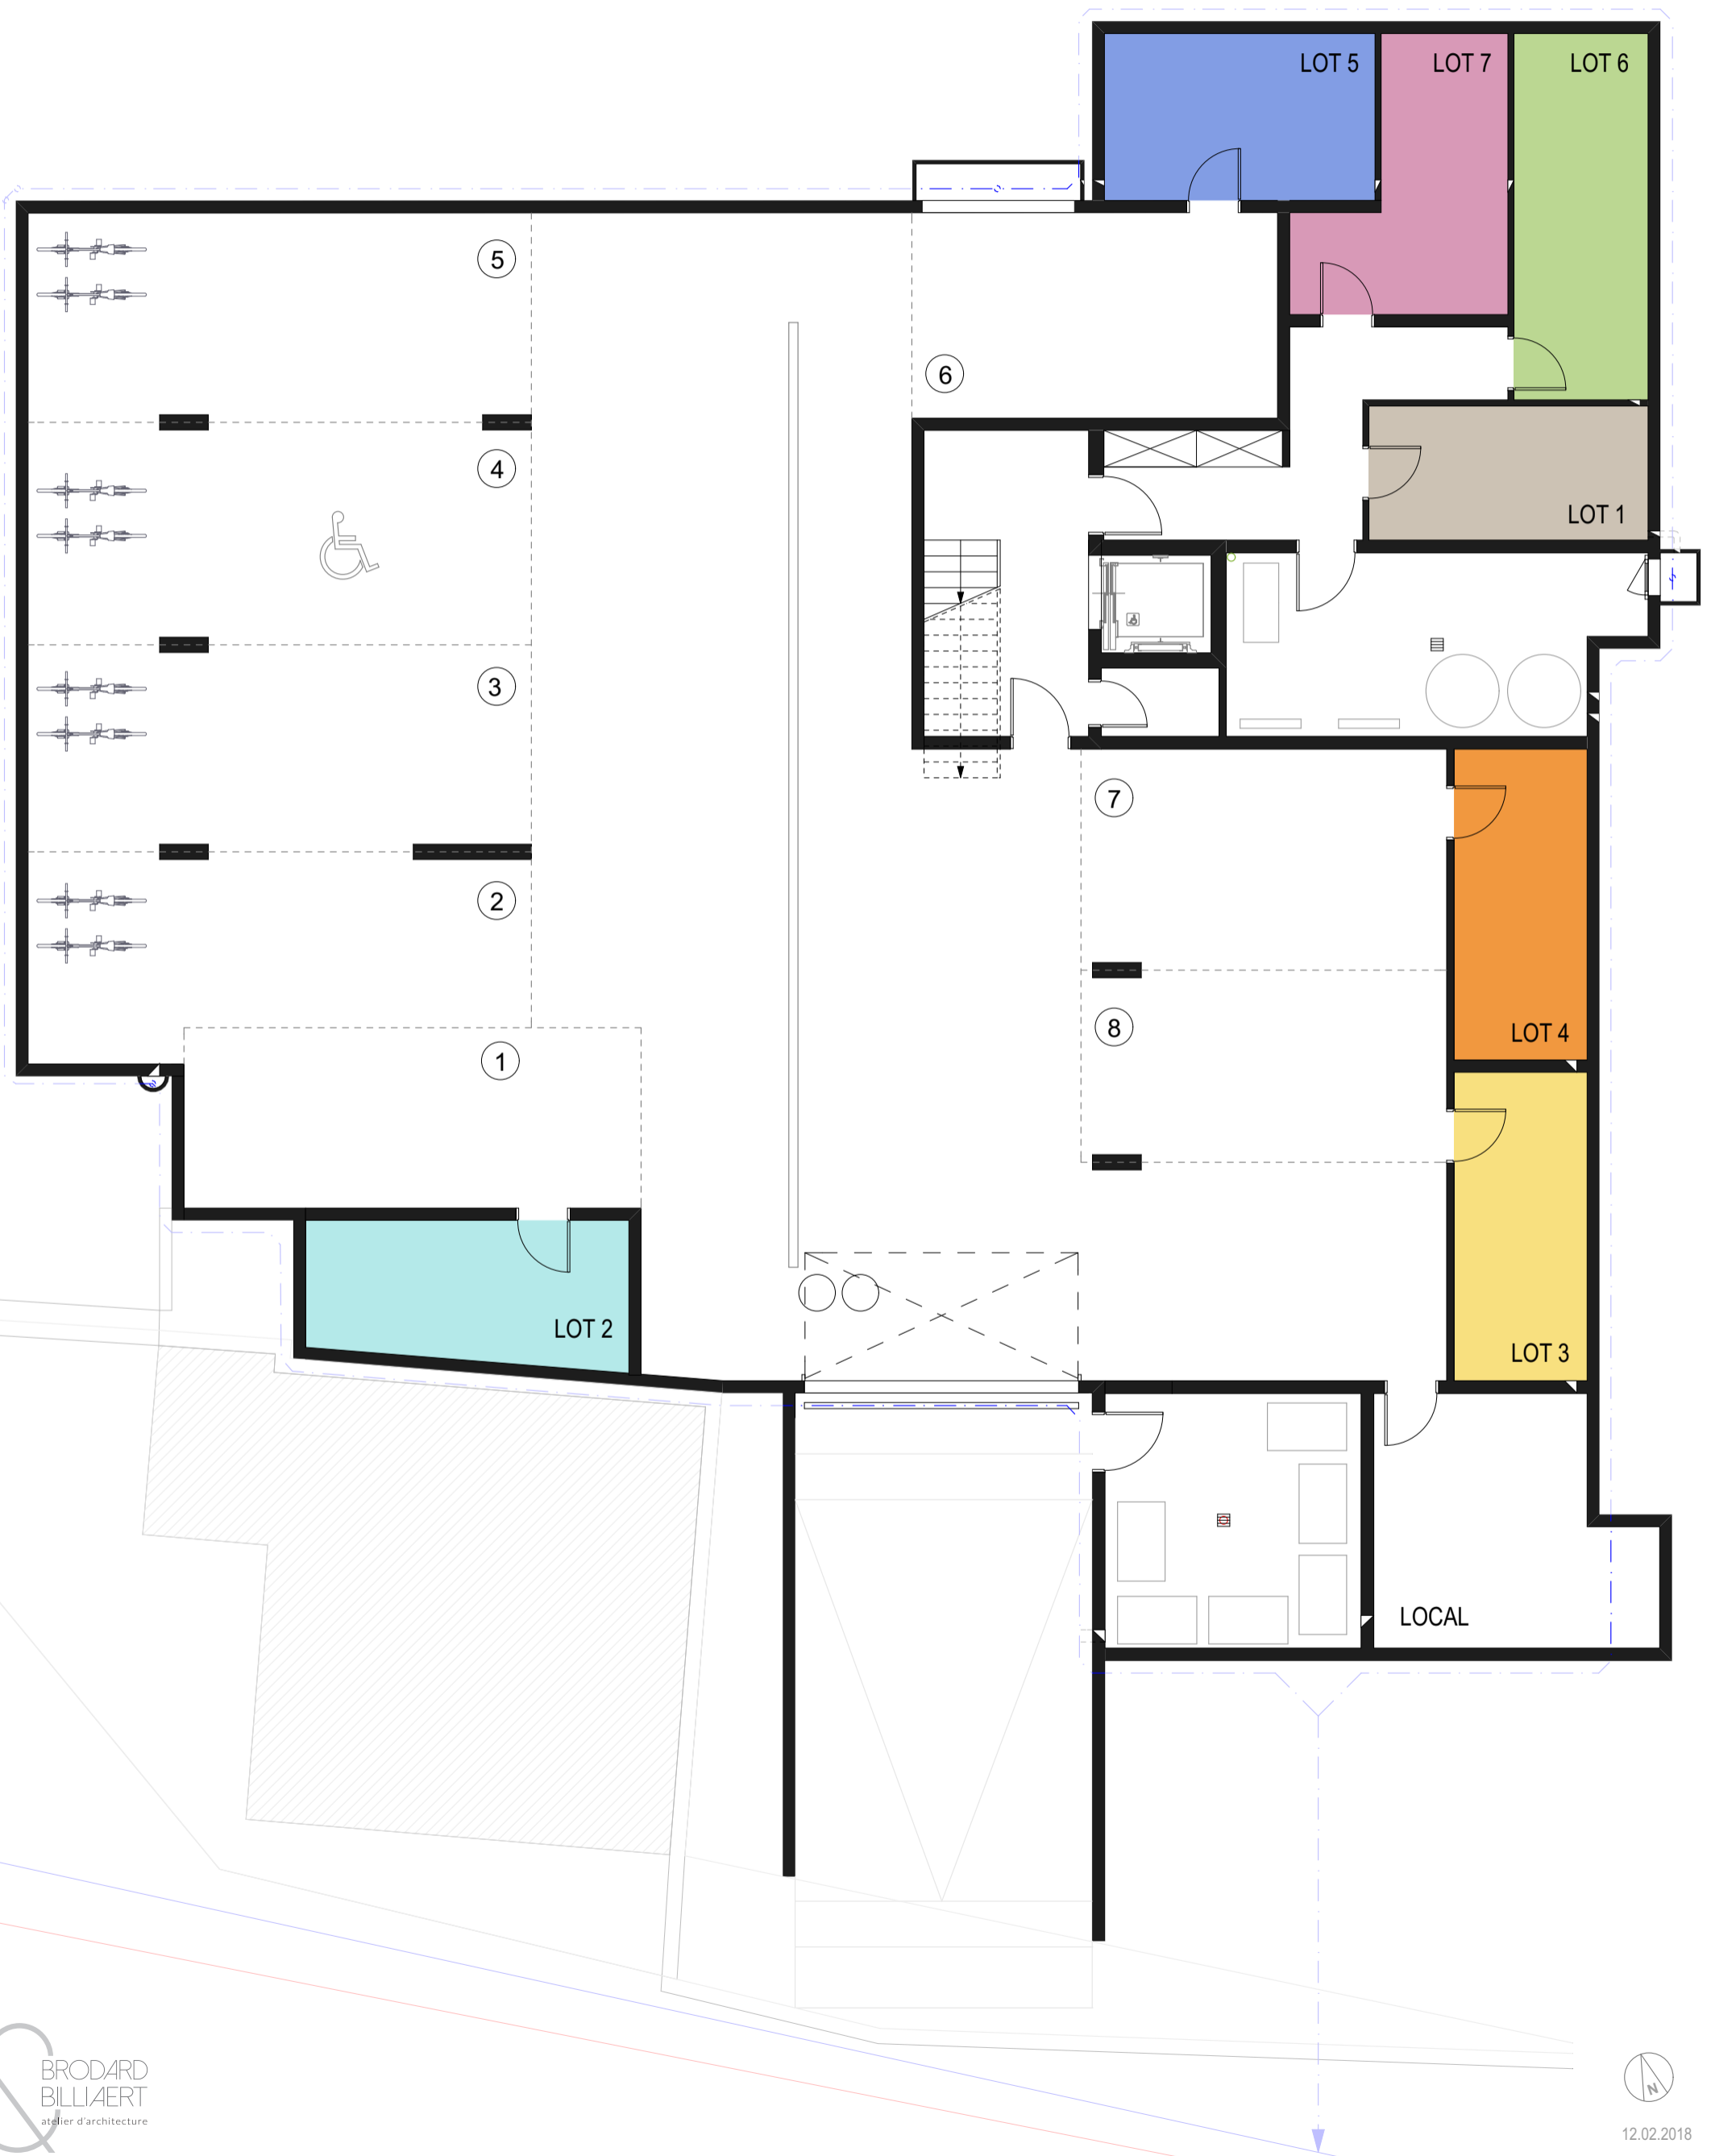 LOT 5
LOT 7
LOT 6
5
6
4
LOT 1
3
7
2
8
LOT 4
1
LOT 2
LOT 3
LOCAL
BRODARD
BILLIAERT
atelier d'architecture
N
12.02.2018